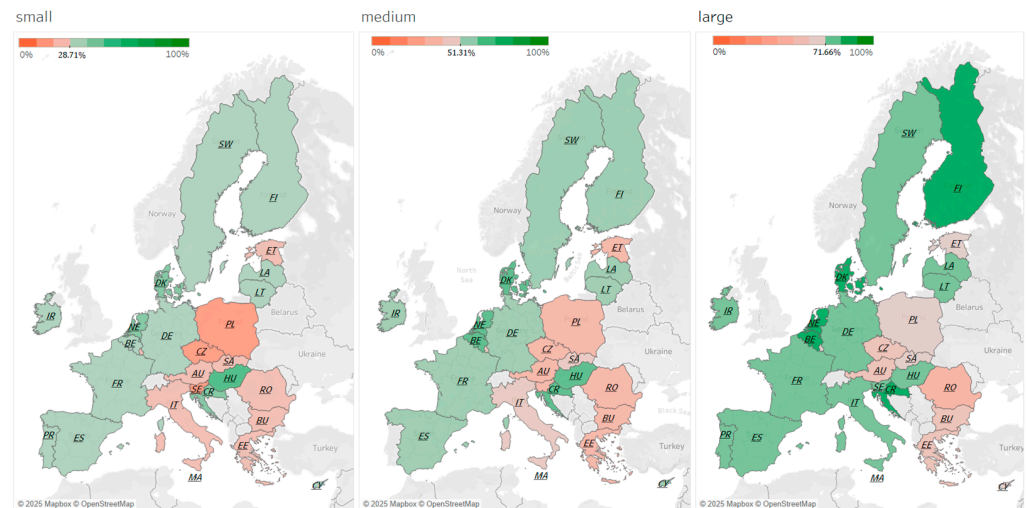 small
0%
28.71%
100%
SW
FI
Norway
ET
LA
DK
LT
IR
NE
BE
DE
PL
Belarus
CZ
SA
Ukraine
AU
HU
FR
SE
CR
RO
IT
BU
PR
ES
EE
Turkey
MA
CY
© 2025 Mapbox © OpenStreetMap
medium
0%
51.31%
100%
SW
FI
Norway
ET
North
Sea
LA
DK
LT
IR
NE
BE
DE
PL
Belarus
CZ
SA
Ukraine
AU
HU
FR
CR
RO
IT
Black Sea
BU
ES
EE
Turkey
MA
CY
© 2025 Mapbox © OpenStreetMap
large
0%
71.66%
100%
SW
FI
Norway
ET
LA
DK
LT
IR
NE
BE
DE
PL
Belarus
CZ
SA
Ukraine
AU
HU
FR
SE
CR
RO
IT
BU
PR
ES
EE
Turkey
MA
CY
© 2025 Mapbox © OpenStreetMap